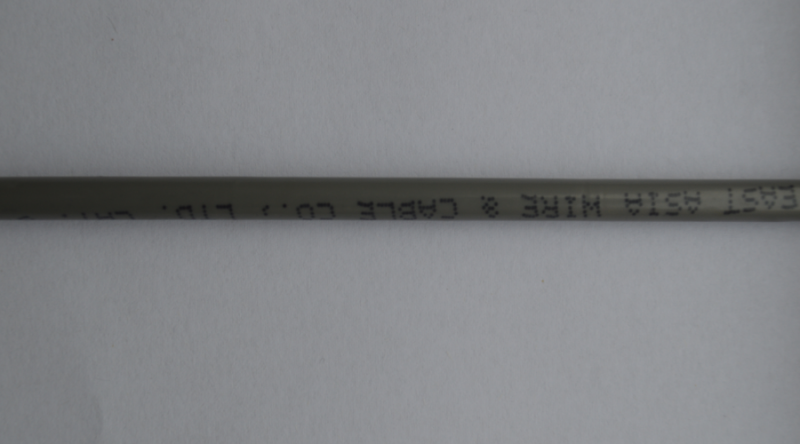 EAST ASIA WIRE & CABLE CO., LTD.